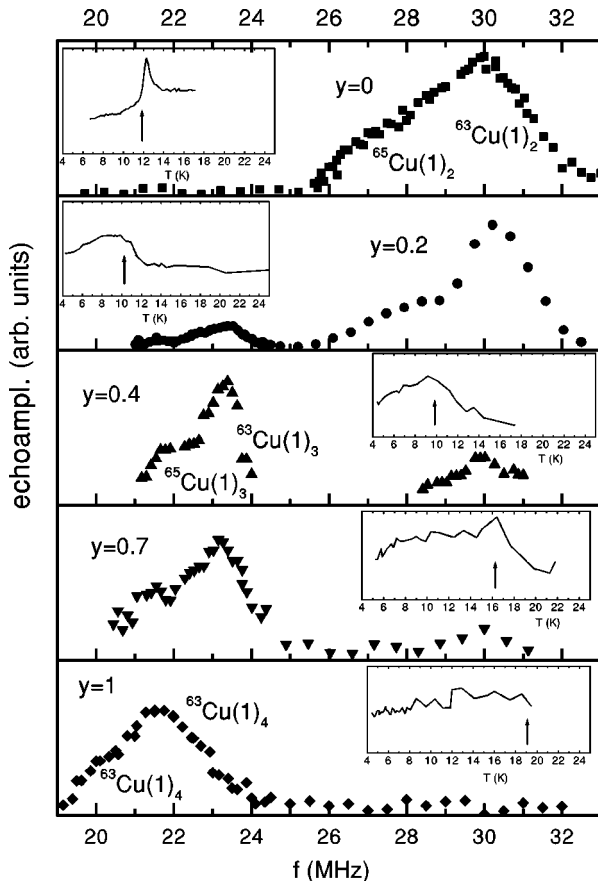 20 22 24 26 28 30 32
echoampl. (arb. units)
4 6 8 10 12 14 16 18 20 22 24
T (K)
y=0
⁶⁵Cu(1)₂
⁶³Cu(1)₂
4 6 8 10 12 14 16 18 20 22 24
T (K)
y=0.2
y=0.4
⁶³Cu(1)₃
⁶⁵Cu(1)₃
4 6 8 10 12 14 16 18 20 22 24
T (K)
y=0.7
4 6 8 10 12 14 16 18 20 22 24
T (K)
y=1
⁶³Cu(1)₄
⁶³Cu(1)₄
4 6 8 10 12 14 16 18 20 22 24
T (K)
20 22 24 26 28 30 32
f (MHz)